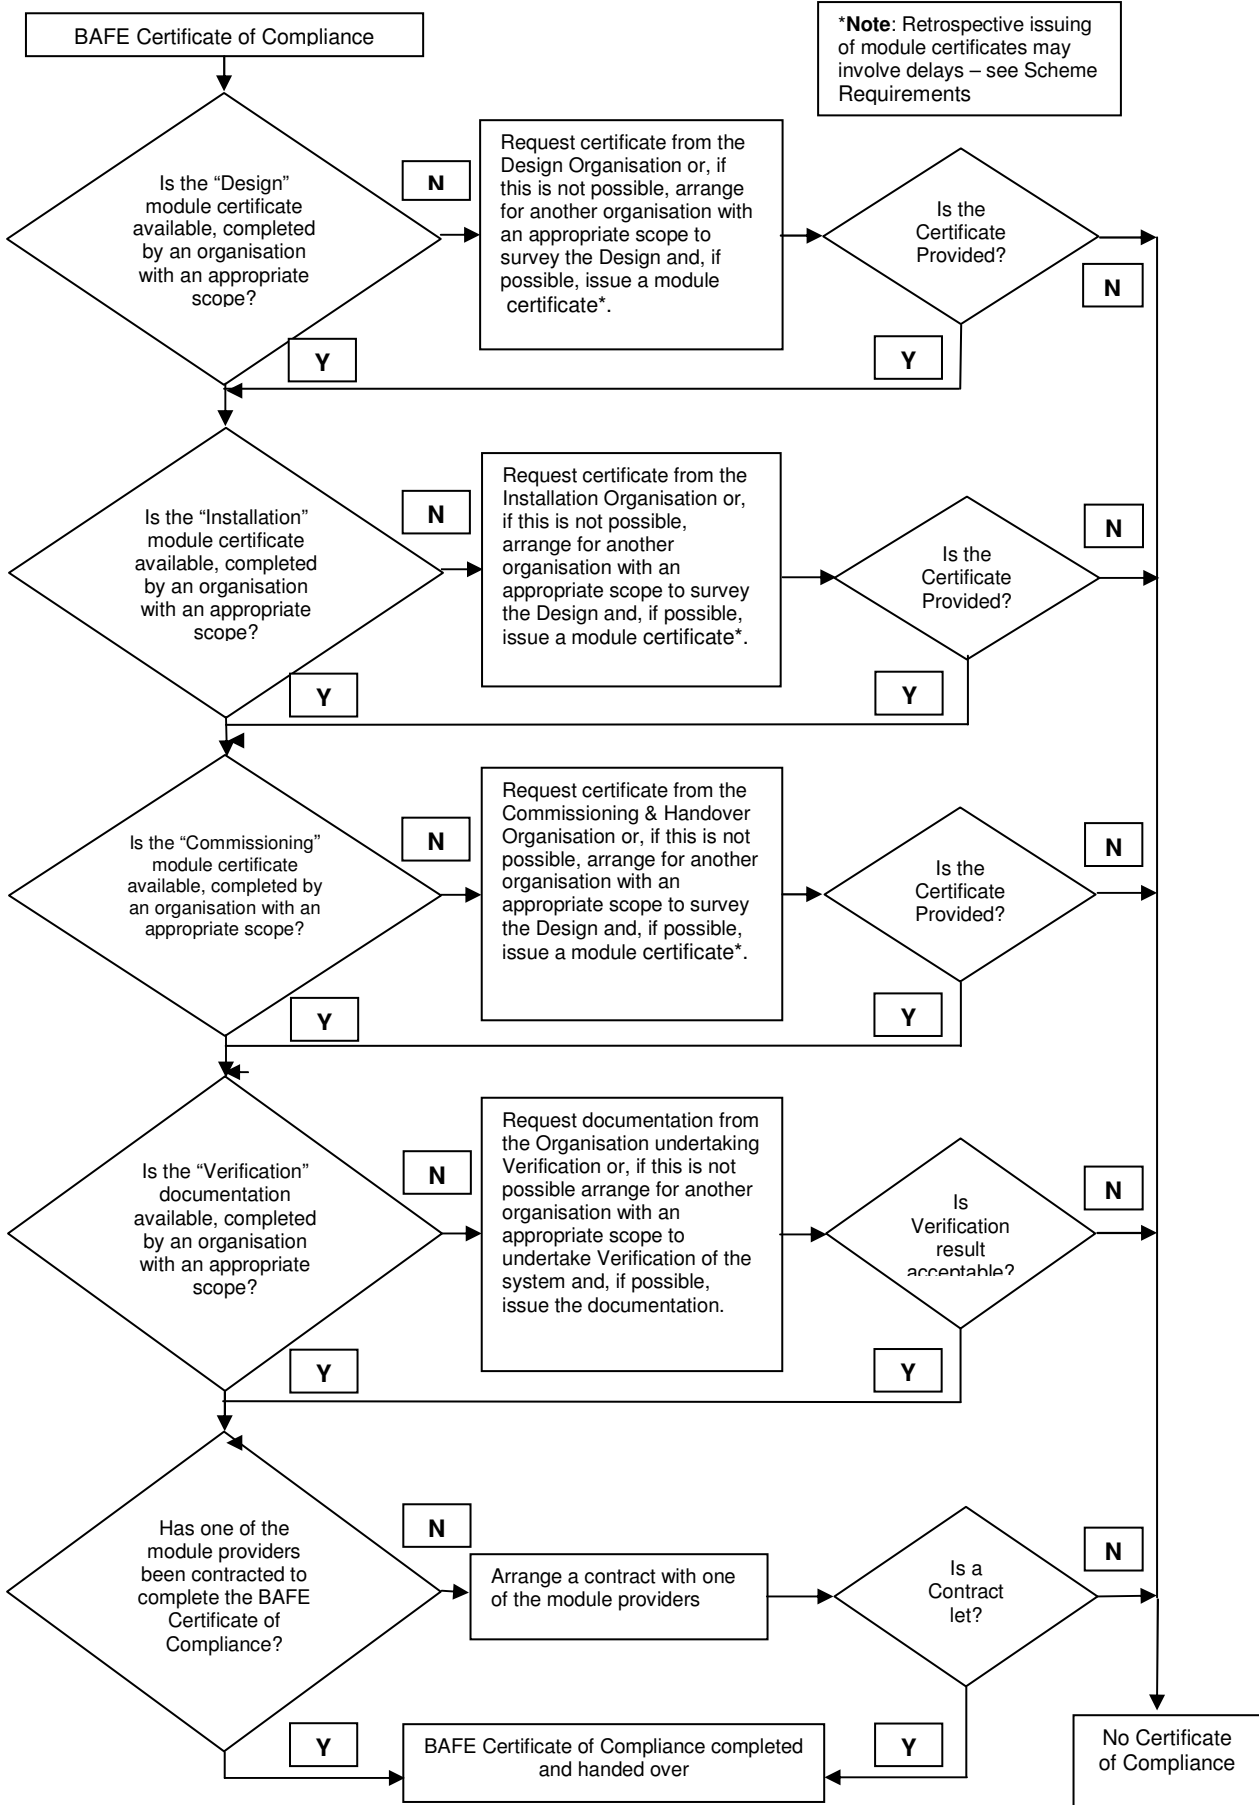 BAFE Certificate of Compliance
*Note: Retrospective issuing
of module certificates may
involve delays – see Scheme
Requirements
Is the “Design”
module certificate
available, completed
by an organisation
with an appropriate
scope?
N
Request certificate from the
Design Organisation or, if
this is not possible, arrange
for another organisation with
an appropriate scope to
survey the Design and, if
possible, issue a module
certificate*.
Is the
Certificate
Provided?
N
Y
Y
Is the “Installation”
module certificate
available, completed
by an organisation
with an appropriate
scope?
N
Request certificate from the
Installation Organisation or,
if this is not possible,
arrange for another
organisation with an
appropriate scope to survey
the Design and, if possible,
issue a module certificate*.
Is the
Certificate
Provided?
N
Y
Y
Is the “Commissioning”
module certificate
available, completed by
an organisation with an
appropriate scope?
N
Request certificate from the
Commissioning & Handover
Organisation or, if this is not
possible, arrange for another
organisation with an
appropriate scope to survey
the Design and, if possible,
issue a module certificate*.
Is the
Certificate
Provided?
N
Y
Y
Is the “Verification”
documentation
available, completed
by an organisation
with an appropriate
scope?
N
Request documentation from
the Organisation undertaking
Verification or, if this is not
possible arrange for another
organisation with an
appropriate scope to
undertake Verification of the
system and, if possible,
issue the documentation.
Is
Verification
result
acceptable?
N
Y
Y
Has one of the
module providers
been contracted to
complete the BAFE
Certificate of
Compliance?
N
Arrange a contract with one
of the module providers
Is a
Contract
let?
N
Y
BAFE Certificate of Compliance completed
and handed over
Y
No Certificate
of Compliance